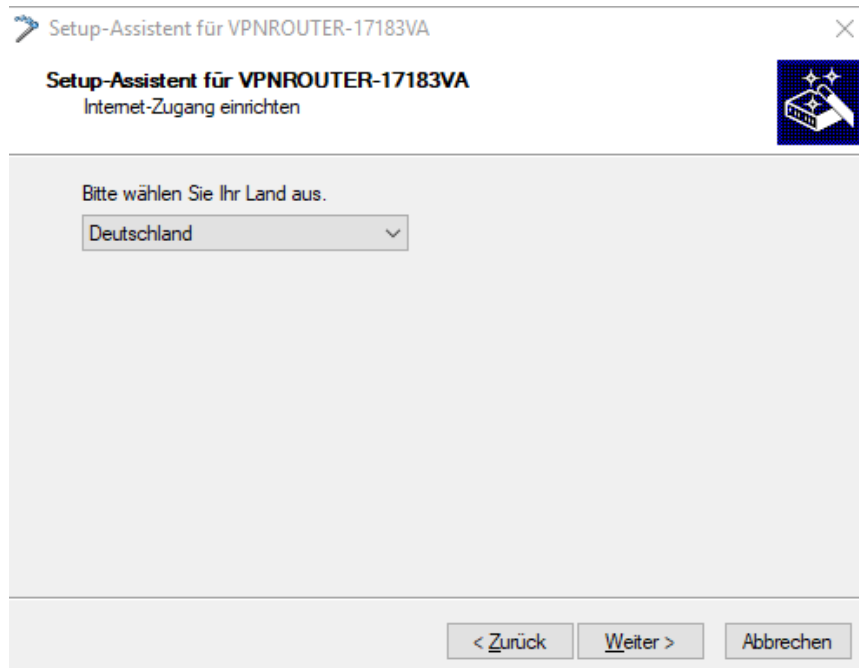 Setup-Assistent für VPNROUTER-17183VA
Setup-Assistent für VPNROUTER-17183VA
Internet-Zugang einrichten
Bitte wählen Sie Ihr Land aus.
Deutschland
< Zurück Weiter > Abbrechen